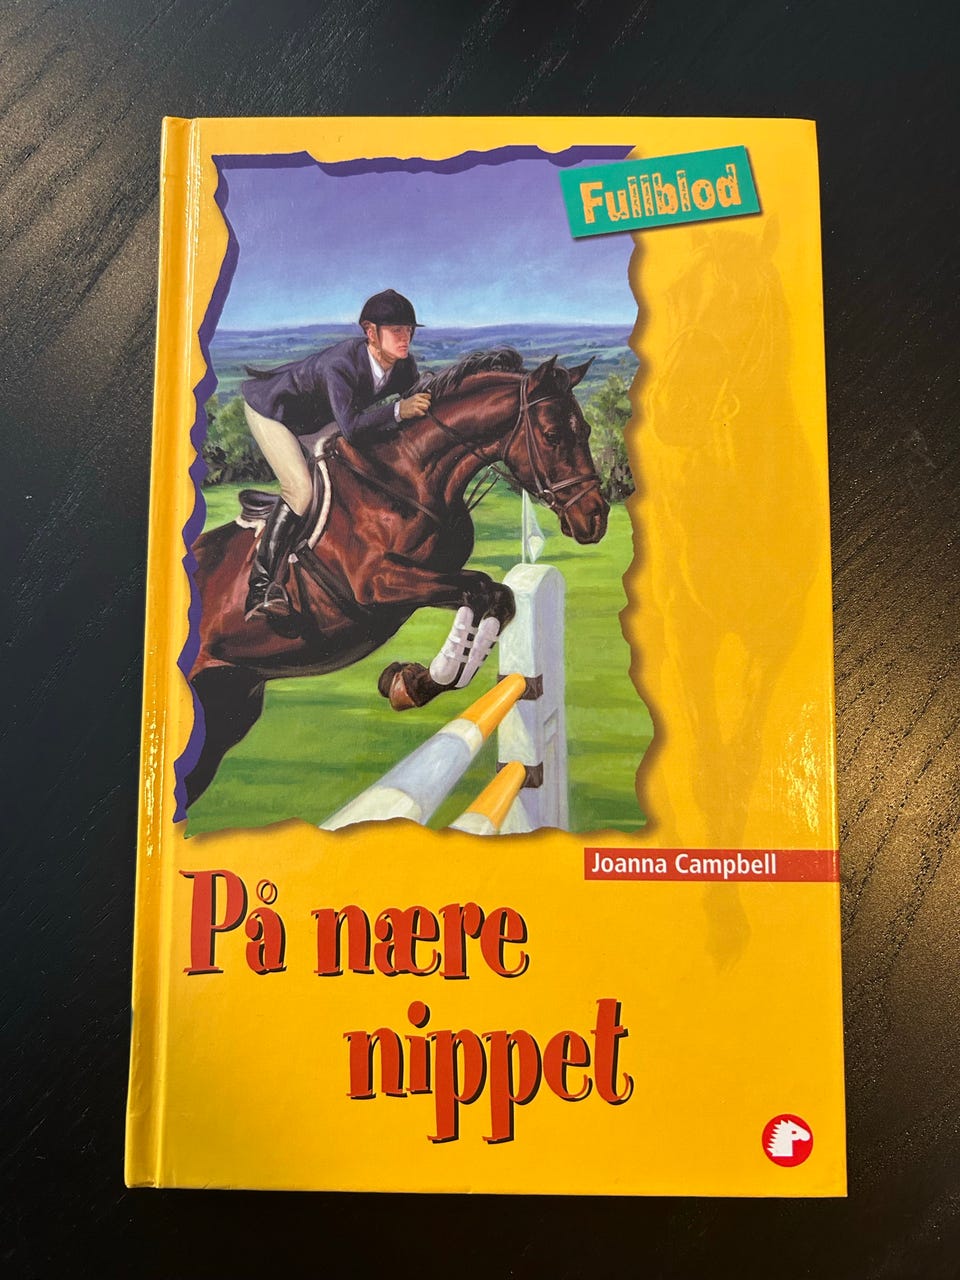 Fullblod
Joanna Campbell
På nære
nippet